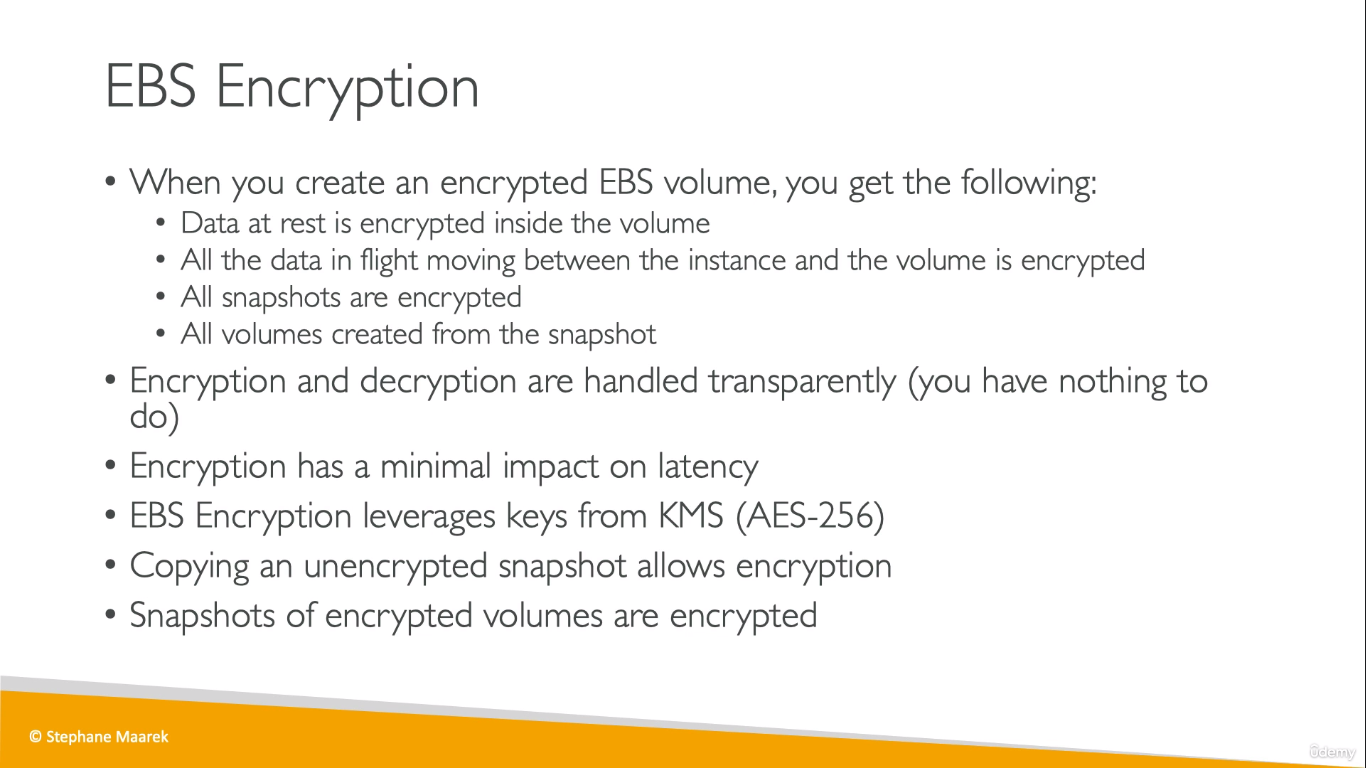 EBS Encryption
• When you create an encrypted EBS volume, you get the following:
• Data at rest is encrypted inside the volume
• All the data in flight moving between the instance and the volume is encrypted
• All snapshots are encrypted
• All volumes created from the snapshot
• Encryption and decryption are handled transparently (you have nothing to
do)
• Encryption has a minimal impact on latency
• EBS Encryption leverages keys from KMS (AES-256)
• Copying an unencrypted snapshot allows encryption
• Snapshots of encrypted volumes are encrypted
© Stephane Maarek
ûdemy